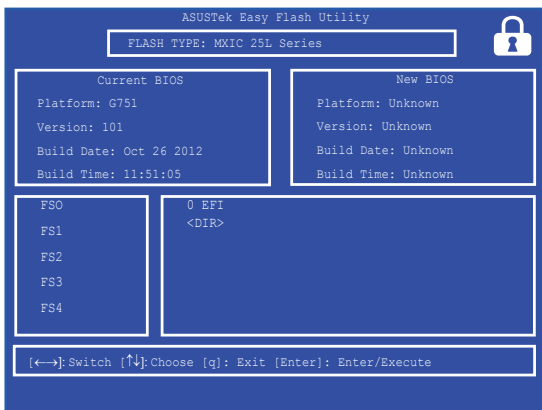 ASUSTek Easy Flash Utility
FLASH TYPE: MXIC 25L Series
Current BIOS
Platform: G751
Version: 101
Build Date: Oct 26 2012
Build Time: 11:51:05
New BIOS
Platform: Unknown
Version: Unknown
Build Date: Unknown
Build Time: Unknown
FSO
FS1
FS2
FS3
FS4
0 EFI
<DIR>
[←→]: Switch [↑↓]: Choose [q]: Exit [Enter]: Enter/Execute